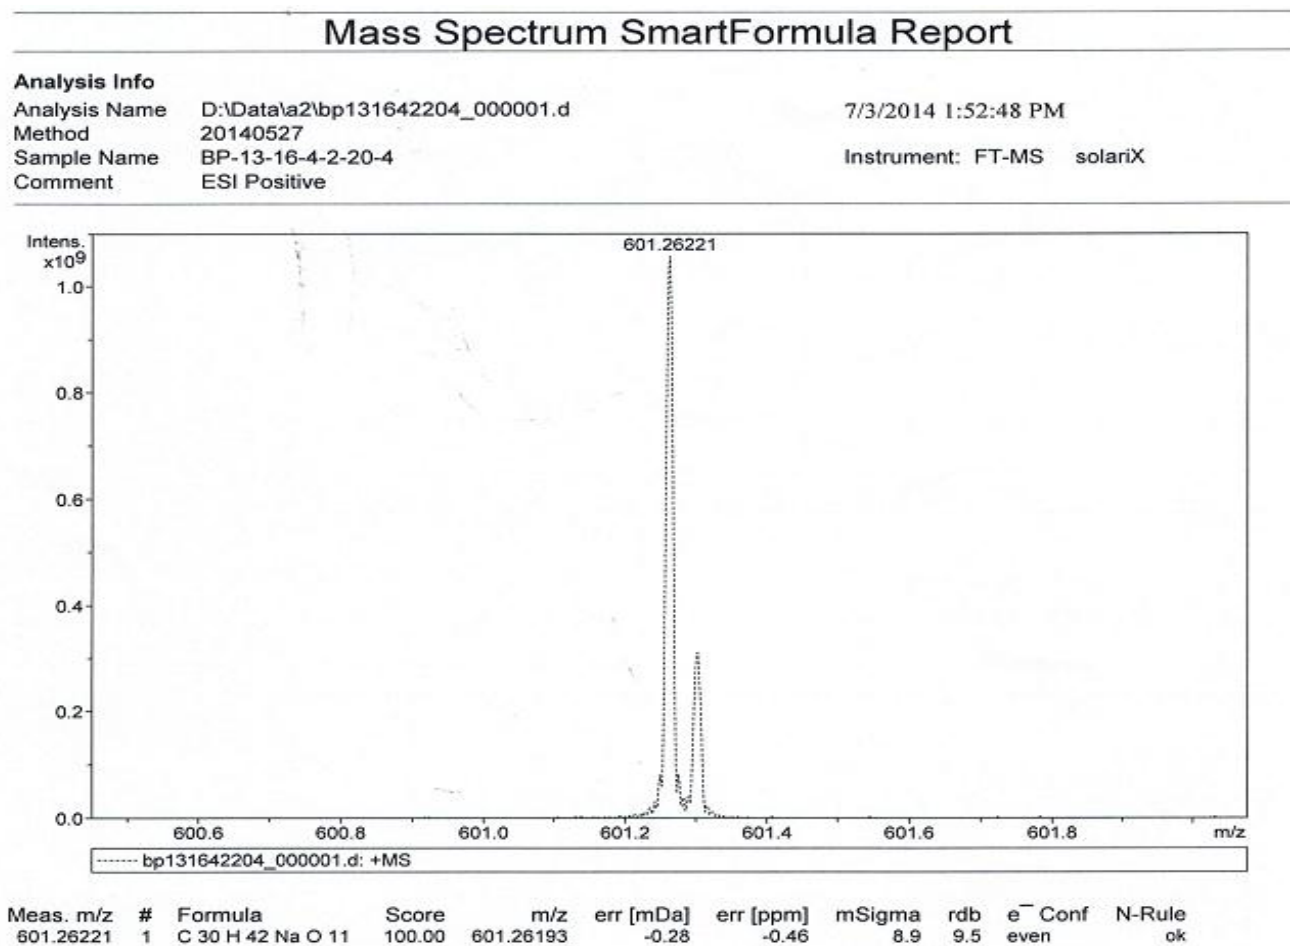 Mass Spectrum SmartFormula Report
Analysis Info
Analysis Name D:\Data\a2\bp131642204_000001.d 7/3/2014 1:52:48 PM
Method 20140527
Sample Name BP-13-16-4-2-20-4 Instrument: FT-MS solariX
Comment ESI Positive
Intens.
x10⁹
601.26221
1.0
0.8
0.6
0.4
0.2
0.0
600.6 600.8 601.0 601.2 601.4 601.6 601.8 m/z
bp131642204_000001.d: +MS
Meas. m/z # Formula Score m/z err [mDa] err [ppm] mSigma rdb e⁻ Conf N-Rule
601.26221 1 C 30 H 42 Na O 11 100.00 601.26193 -0.28 -0.46 8.9 9.5 even ok